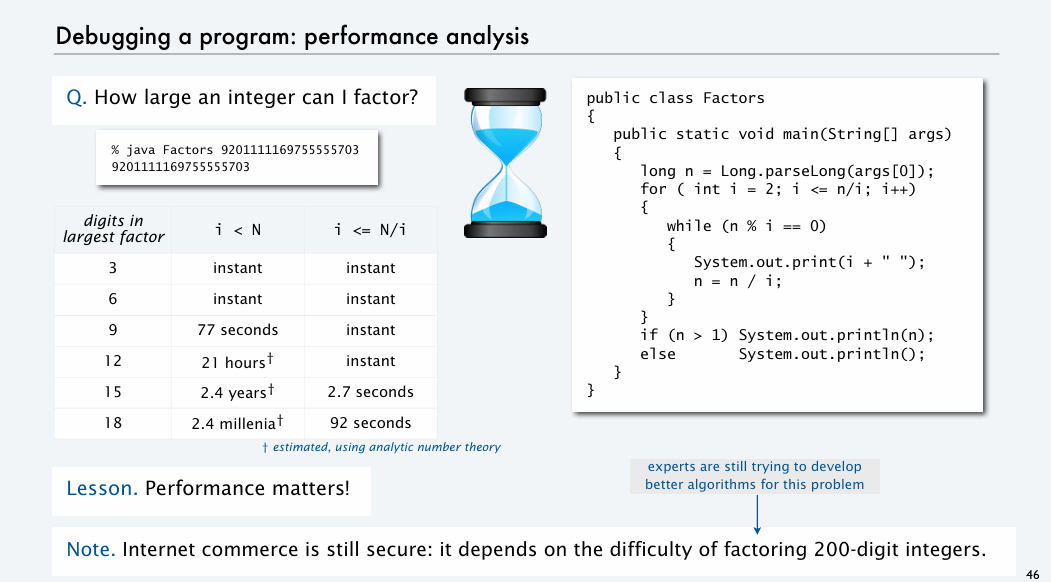 Debugging a program: performance analysis
Q. How large an integer can I factor?
% java Factors 9201111169755555703
9201111169755555703
digits in
largest factor i < N i <= N/i
3 instant instant
6 instant instant
9 77 seconds instant
12 21 hours† instant
15 2.4 years† 2.7 seconds
18 2.4 millenia† 92 seconds
† estimated, using analytic number theory
public class Factors
{
public static void main(String[] args)
{
long n = Long.parseLong(args[0]);
for ( int i = 2; i <= n/i; i++)
{
while (n % i == 0)
{
System.out.print(i + " ");
n = n / i;
}
}
if (n > 1) System.out.println(n);
else System.out.println();
}
}
Lesson. Performance matters!
experts are still trying to develop
better algorithms for this problem
Note. Internet commerce is still secure: it depends on the difficulty of factoring 200-digit integers.
46